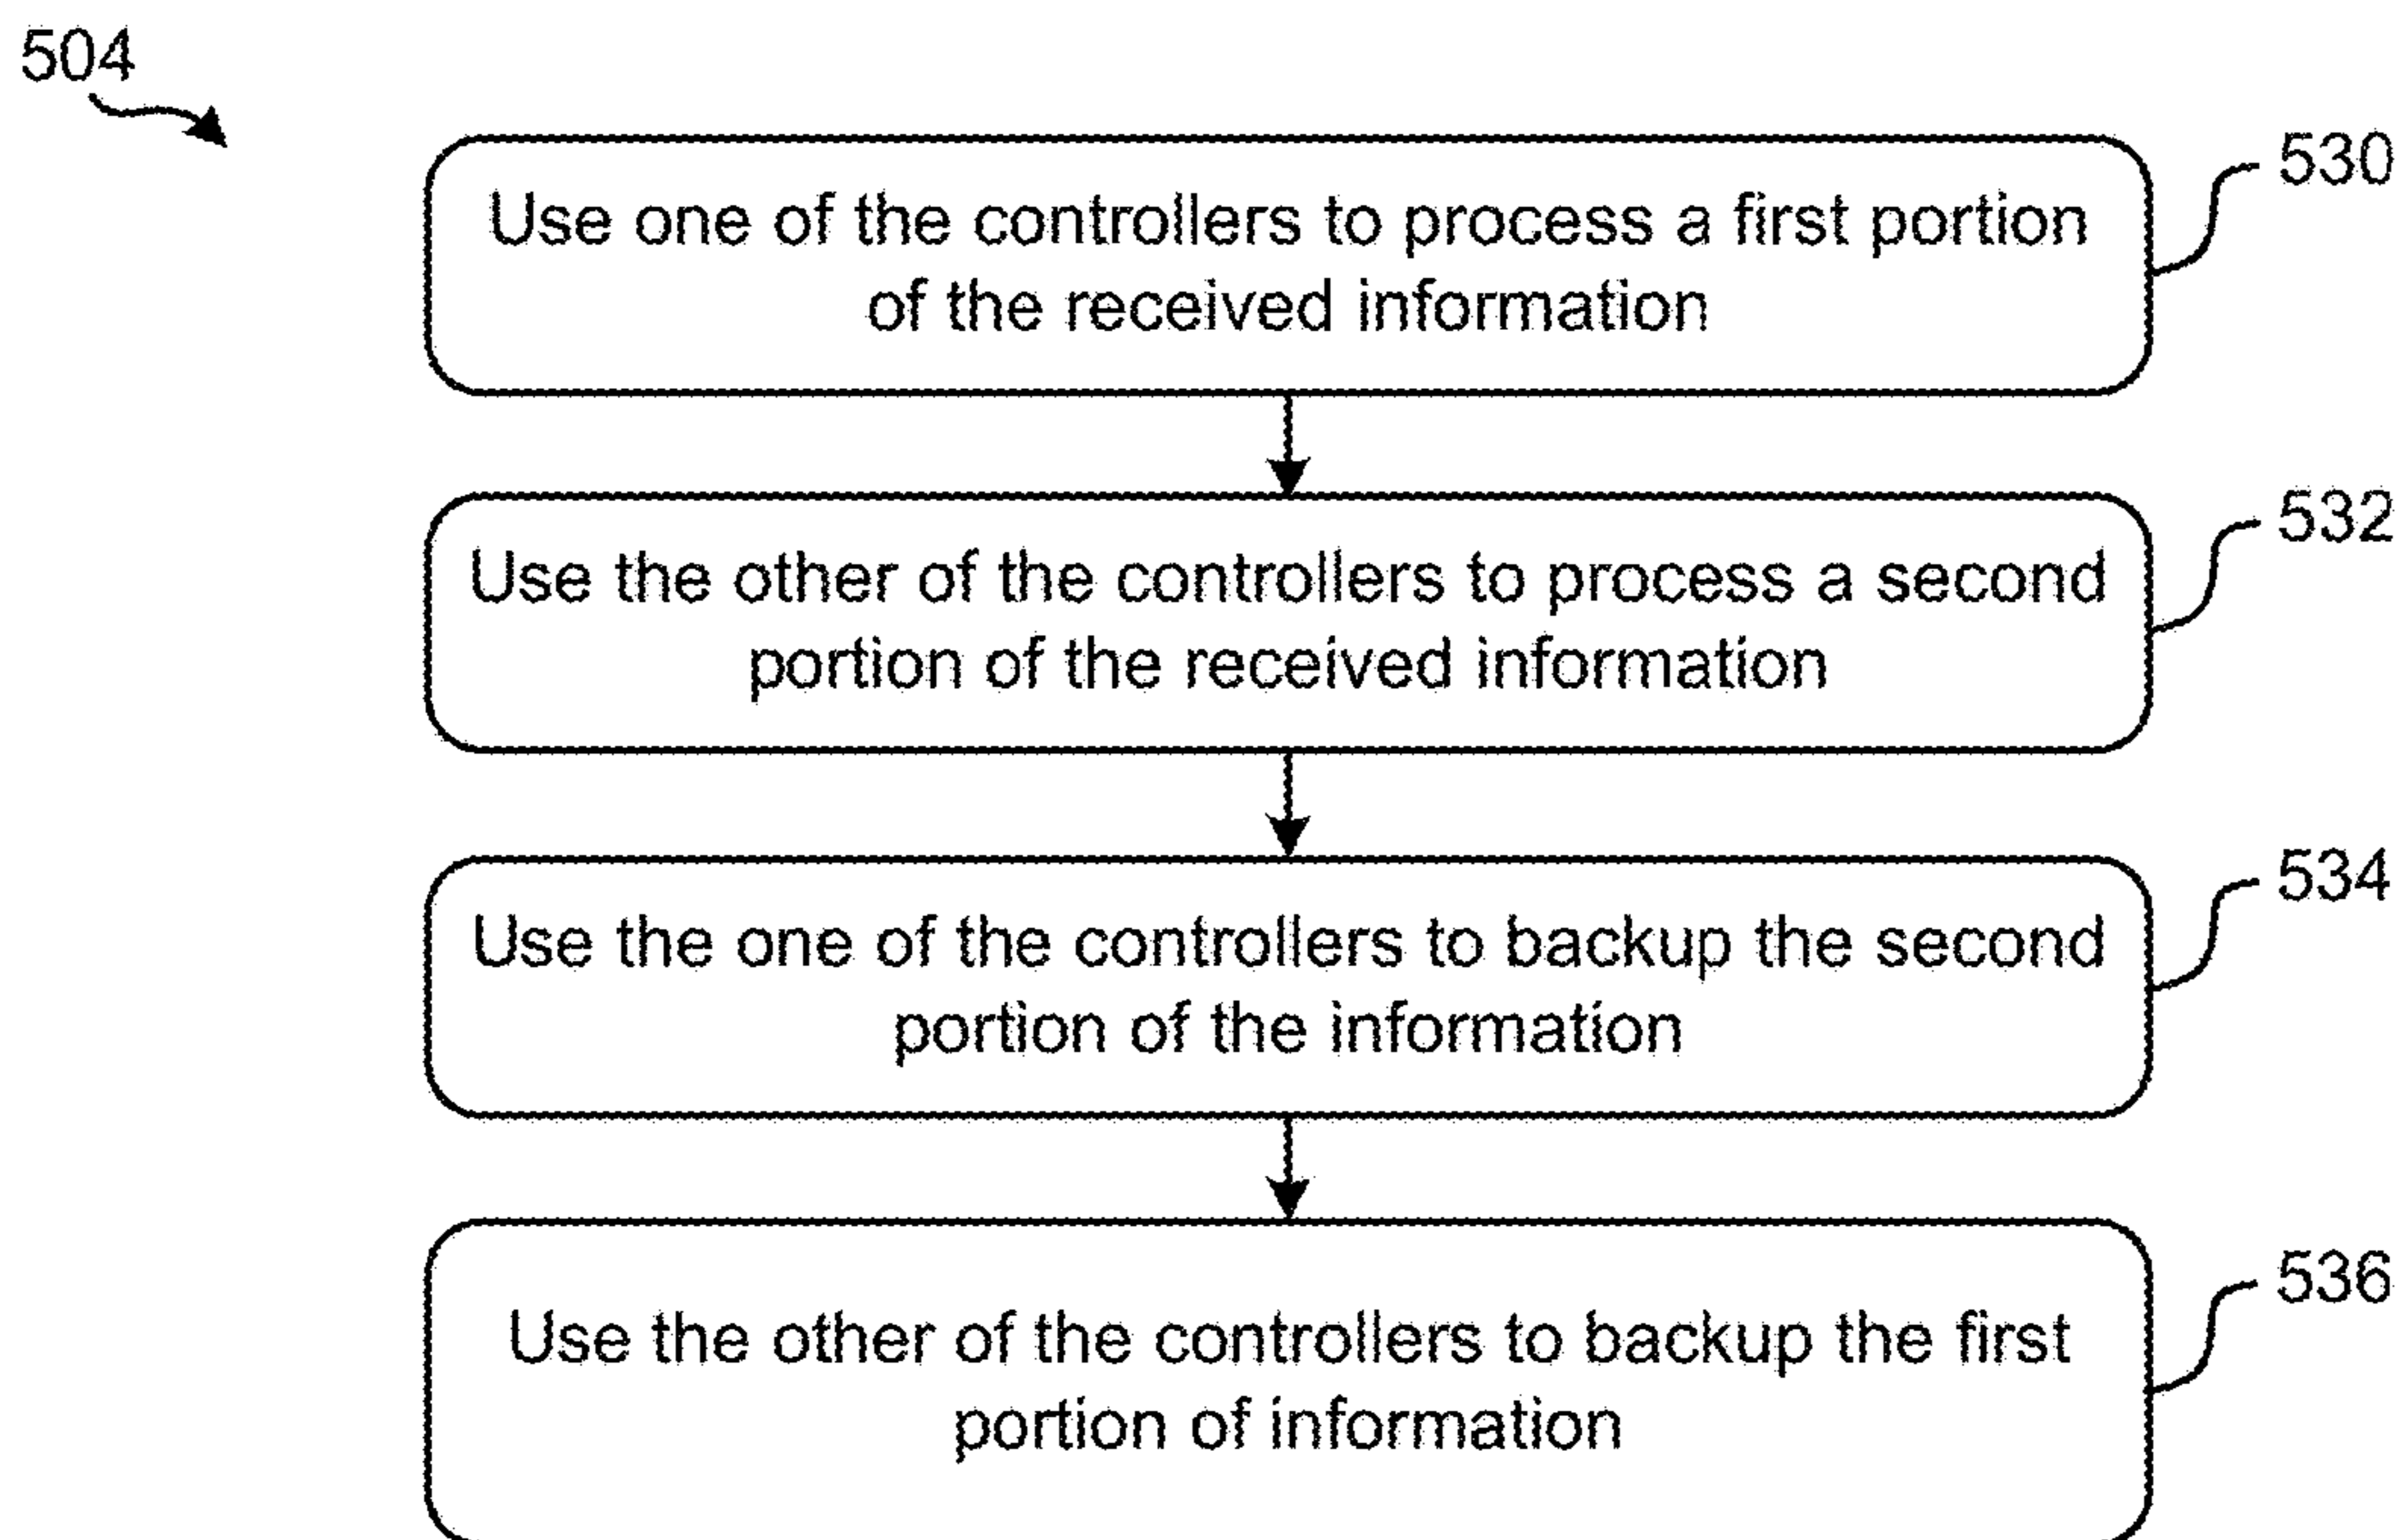 504
530
Use one of the controllers to process a first portion
of the received information
532
Use the other of the controllers to process a second
portion of the received information
534
Use the one of the controllers to backup the second
portion of the information
536
Use the other of the controllers to backup the first
portion of information